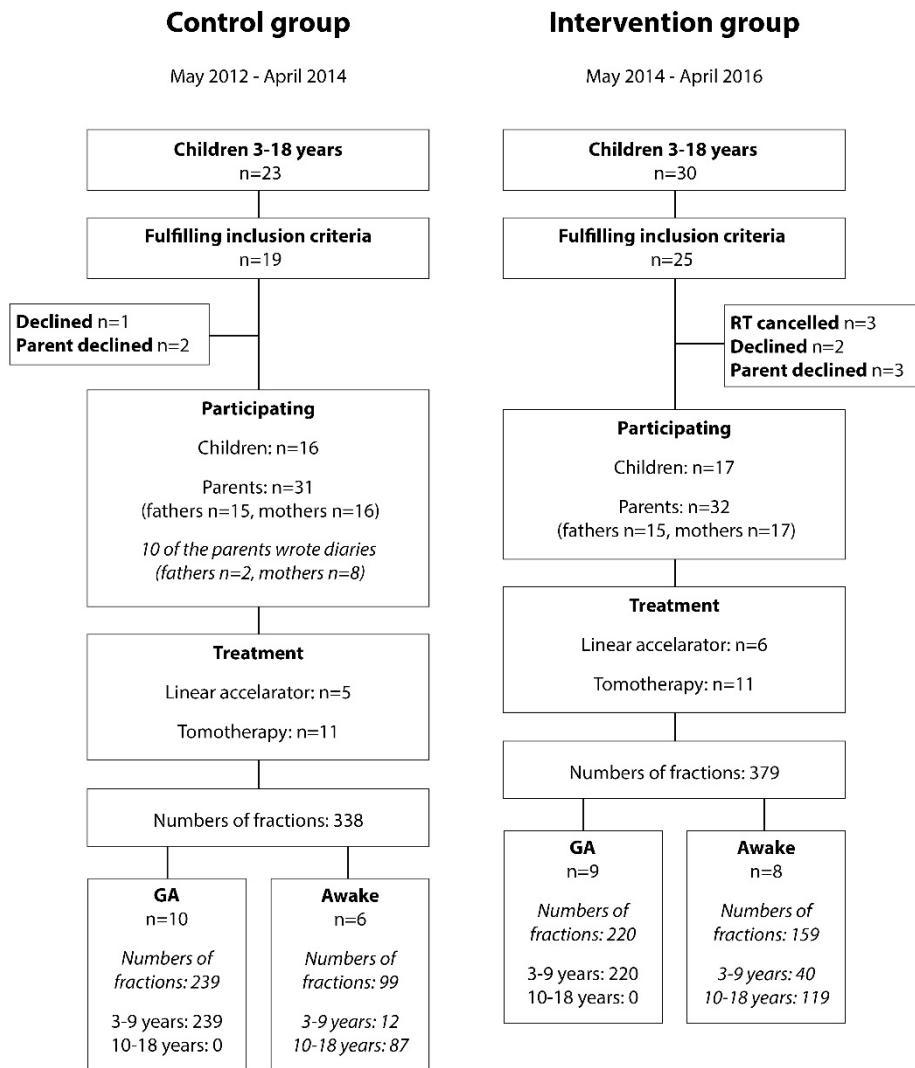 Control group
May 2012 - April 2014
Children 3-18 years
n=23
Fulfilling inclusion criteria
n=19
Declined n=1
Parent declined n=2
Participating
Children: n=16
Parents: n=31
(fathers n=15, mothers n=16)
10 of the parents wrote diaries
(fathers n=2, mothers n=8)
Treatment
Linear accelarator: n=5
Tomotherapy: n=11
Numbers of fractions: 338
GA
n=10
Numbers of
fractions: 239
3-9 years: 239
10-18 years: 0
Awake
n=6
Numbers of
fractions: 99
3-9 years: 12
10-18 years: 87
Intervention group
May 2014 - April 2016
Children 3-18 years
n=30
Fulfilling inclusion criteria
n=25
RT cancelled n=3
Declined n=2
Parent declined n=3
Participating
Children: n=17
Parents: n=32
(fathers n=15, mothers n=17)
Treatment
Linear accelarator: n=6
Tomotherapy: n=11
Numbers of fractions: 379
GA
n=9
Numbers of
fractions: 220
3-9 years: 220
10-18 years: 0
Awake
n=8
Numbers of
fractions: 159
3-9 years: 40
10-18 years: 119